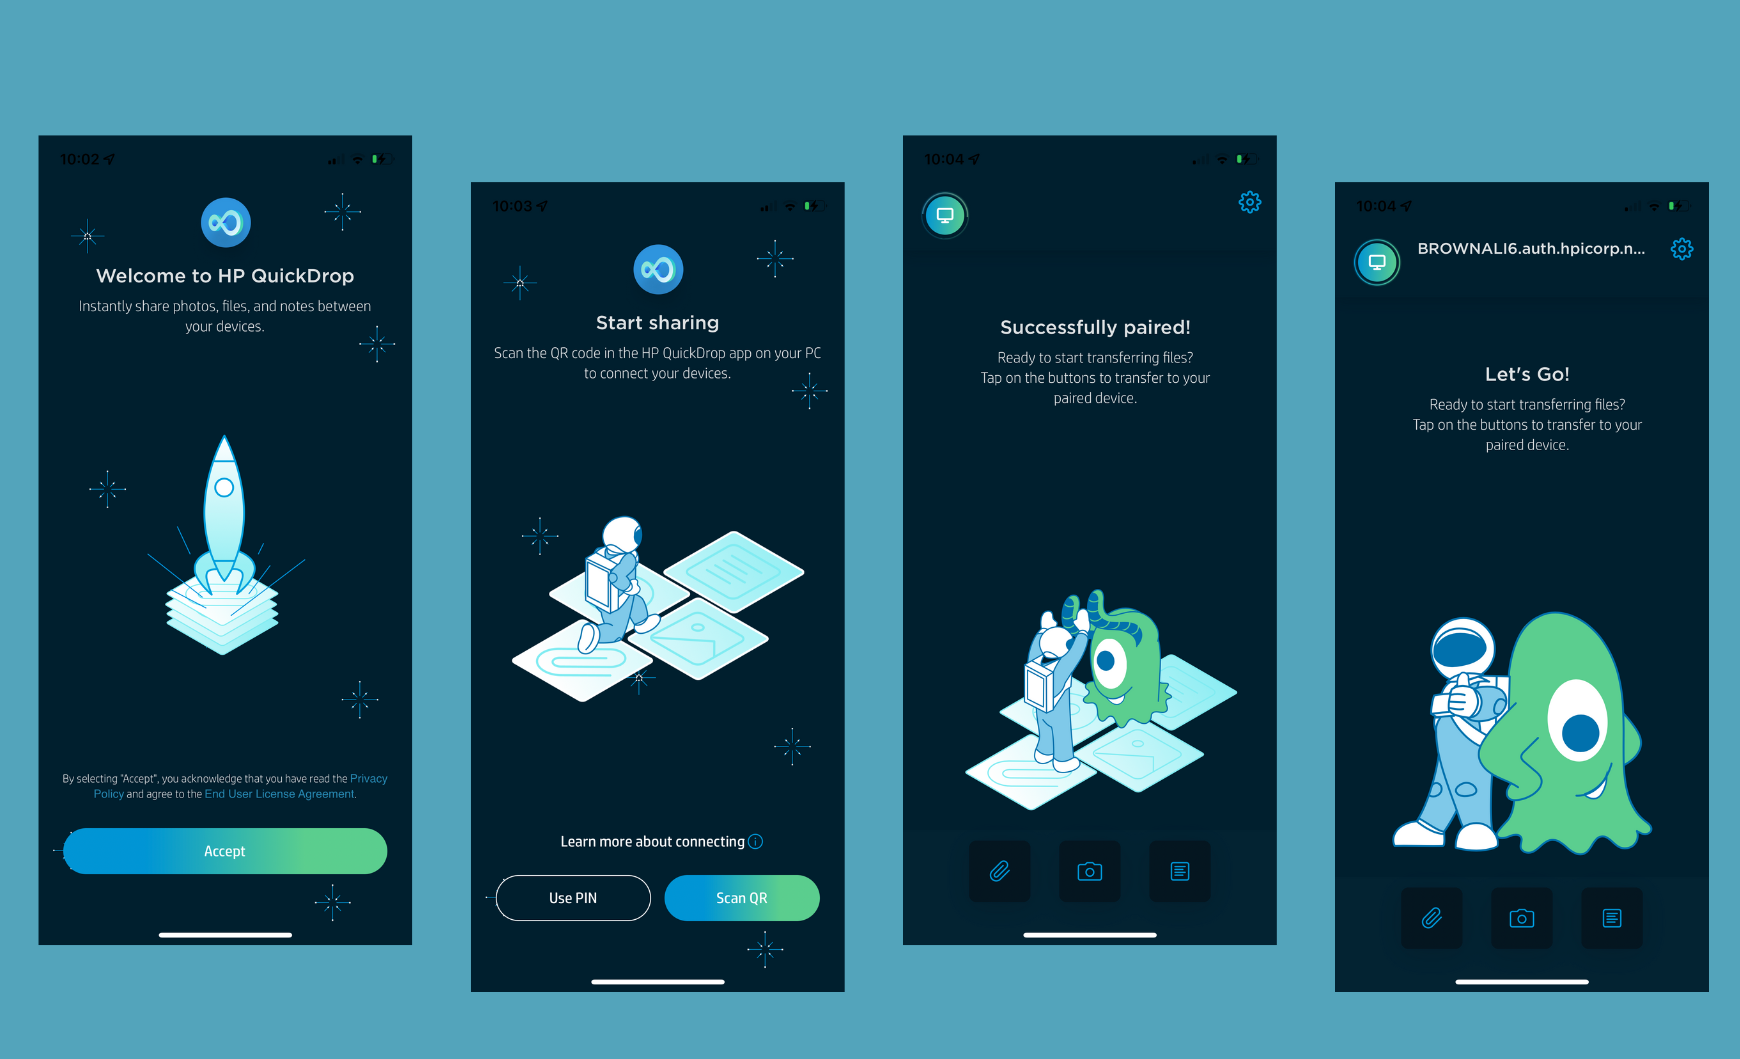 10:02
Welcome to HP QuickDrop
Instantly share photos, files, and notes between
your devices.
By selecting "Accept", you acknowledge that you have read the Privacy
Policy and agree to the End User License Agreement.
Accept
10:03
Start sharing
Scan the QR code in the HP QuickDrop app on your PC
to connect your devices.
Learn more about connecting
Use PIN
Scan QR
10:04
Successfully paired!
Ready to start transferring files?
Tap on the buttons to transfer to your
paired device.
10:04
BROWNALI6.auth.hpicorp.n...
Let's Go!
Ready to start transferring files?
Tap on the buttons to transfer to your
paired device.